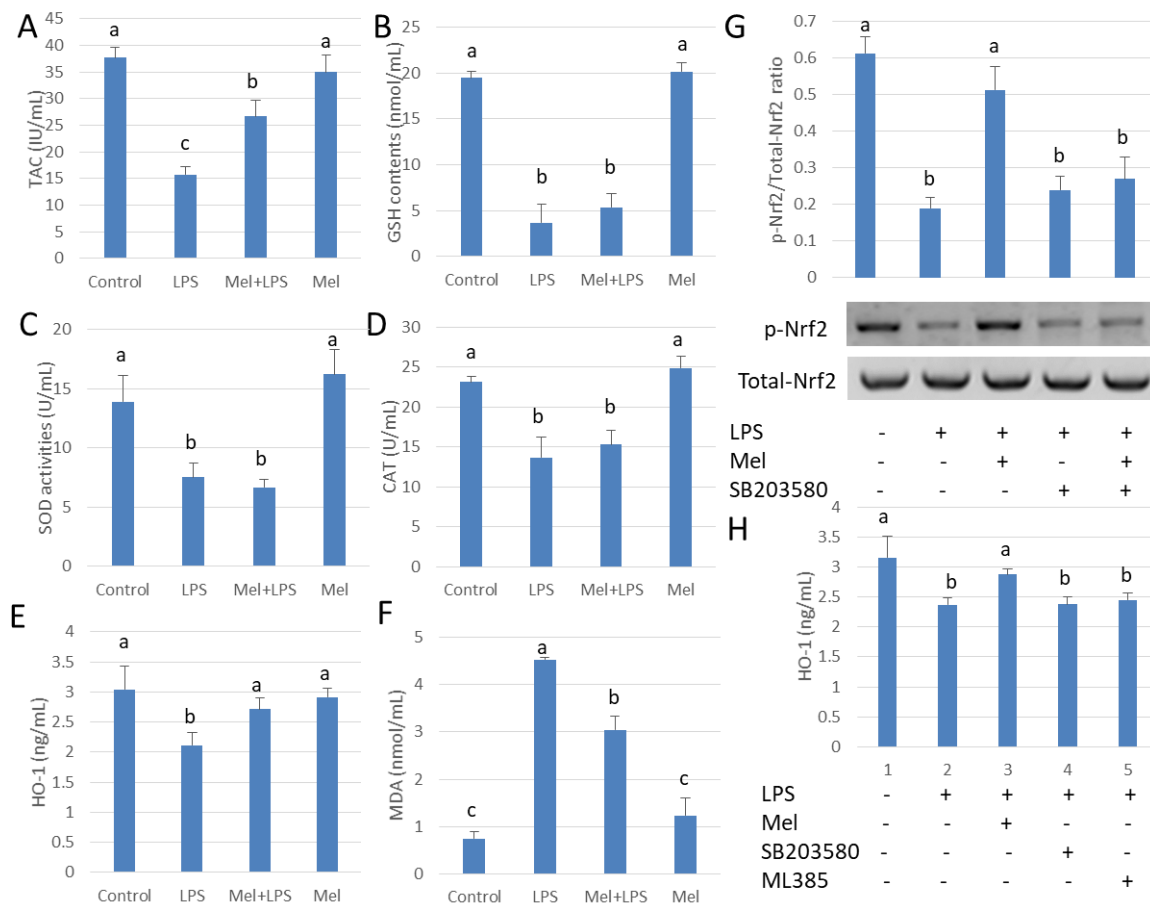 A
TAC (IU/mL)
45
40
35
30
25
20
15
10
5
0
a
c
b
a
Control LPS Mel+LPS Mel
B
GSH contents (nmol/mL)
25
20
15
10
5
0
a
b
b
a
Control LPS Mel+LPS Mel
C
SOD activities (U/mL)
20
15
10
5
0
a
b
b
a
Control LPS Mel+LPS Mel
D
CAT (U/mL)
30
25
20
15
10
5
0
a
b
b
a
Control LPS Mel+LPS Mel
E
HO-1 (ng/mL)
4
3.5
3
2.5
2
1.5
1
0.5
0
a
b
a
a
Control LPS Mel+LPS Mel
F
MDA (nmol/mL)
5
4
3
2
1
0
c
a
b
c
Control LPS Mel+LPS Mel
G
p-Nrf2/Total-Nrf2 ratio
0.7
0.6
0.5
0.4
0.3
0.2
0.1
0
a
b
a
b
b
p-Nrf2
Total-Nrf2
LPS - + + + +
Mel - - + - +
SB203580 - - - + +
H
HO-1 (ng/mL)
4
3.5
3
2.5
2
1.5
1
0.5
0
a
b
a
b
b
1 2 3 4 5
LPS - + + + +
Mel - - + - -
SB203580 - - - + -
ML385 - - - - +